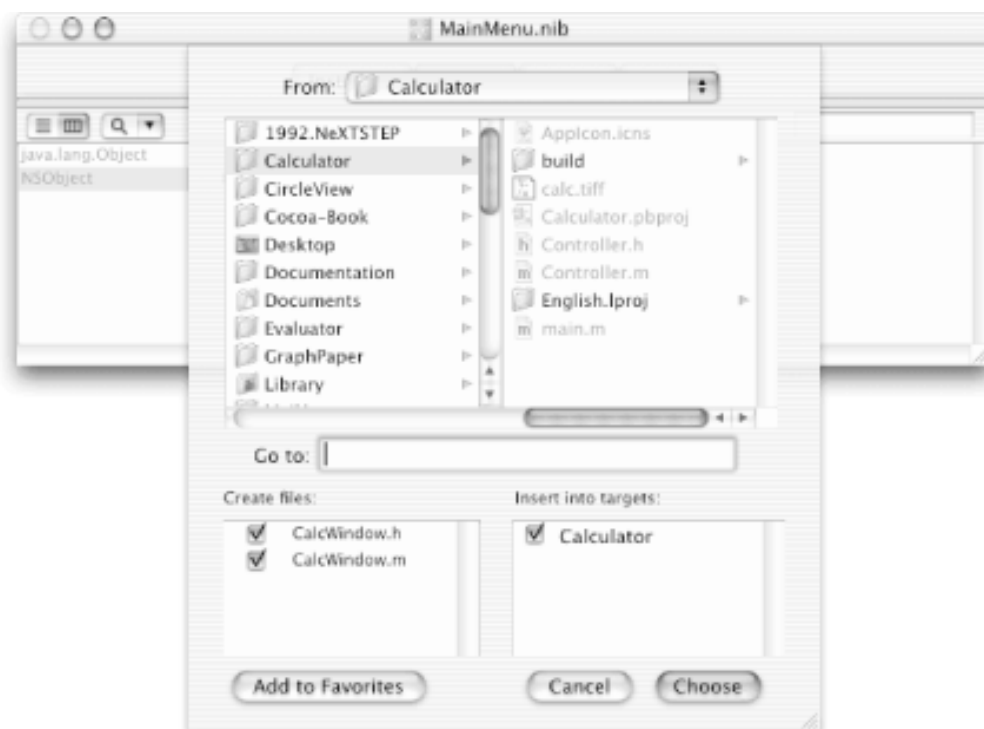 MainMenu.nib
From: Calculator
java.lang.Object
NSObject
1992.NeXTSTEP
Calculator
CircleView
Cocoa-Book
Desktop
Documentation
Documents
Evaluator
GraphPaper
Library
AppIcon.icns
build
calc.tiff
Calculator.pbproj
Controller.h
Controller.m
English.lproj
main.m
Go to:
Create files:
CalcWindow.h
CalcWindow.m
Insert into targets:
Calculator
Add to Favorites
Cancel
Choose